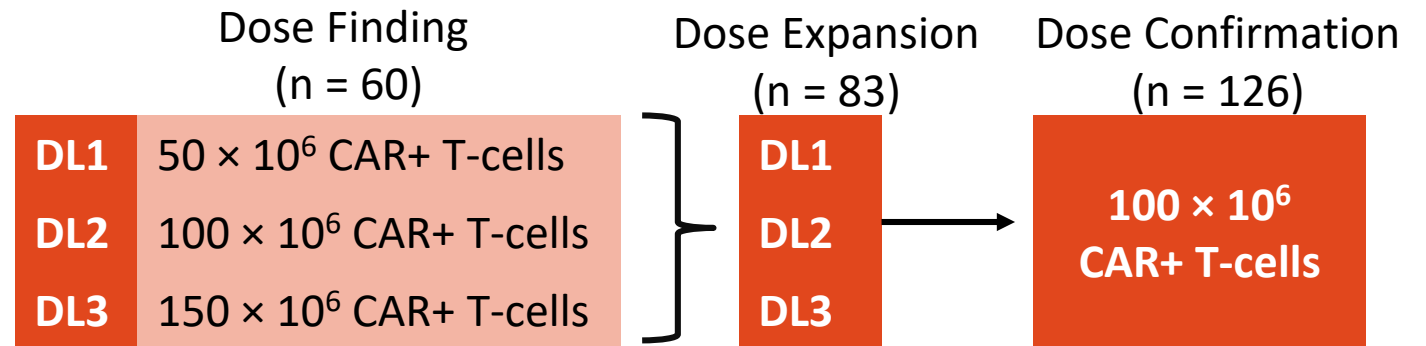 Dose Finding
(n = 60)
Dose Expansion
(n = 83)
Dose Confirmation
(n = 126)
DL1 50 × 10⁶ CAR+ T-cells
DL2 100 × 10⁶ CAR+ T-cells
DL3 150 × 10⁶ CAR+ T-cells
DL1
DL2
DL3
100 × 10⁶
CAR+ T-cells